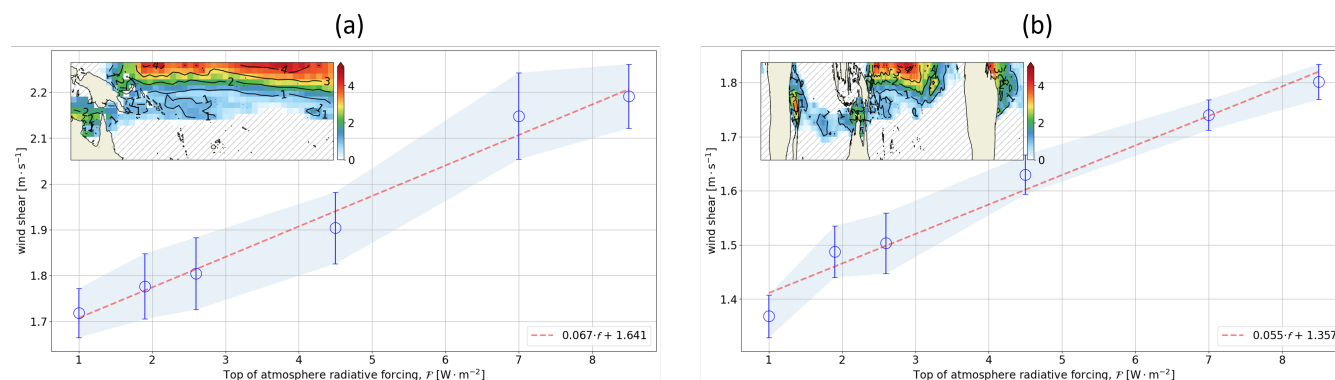 (a)
(b)
wind shear [m · s⁻¹]
2.2
2.1
2
1.9
1.8
1.7
4
2
0
4
4
2
3
1
1
1 2 3 4 5 6 7 8
Top of atmosphere radiative forcing, ℱ [W · m⁻²]
0.067·f + 1.641
wind shear [m · s⁻¹]
1.8
1.7
1.6
1.5
1.4
4
2
0
1 2 3 4 5 6 7 8
Top of atmosphere radiative forcing, ℱ [W · m⁻²]
0.055·f + 1.357